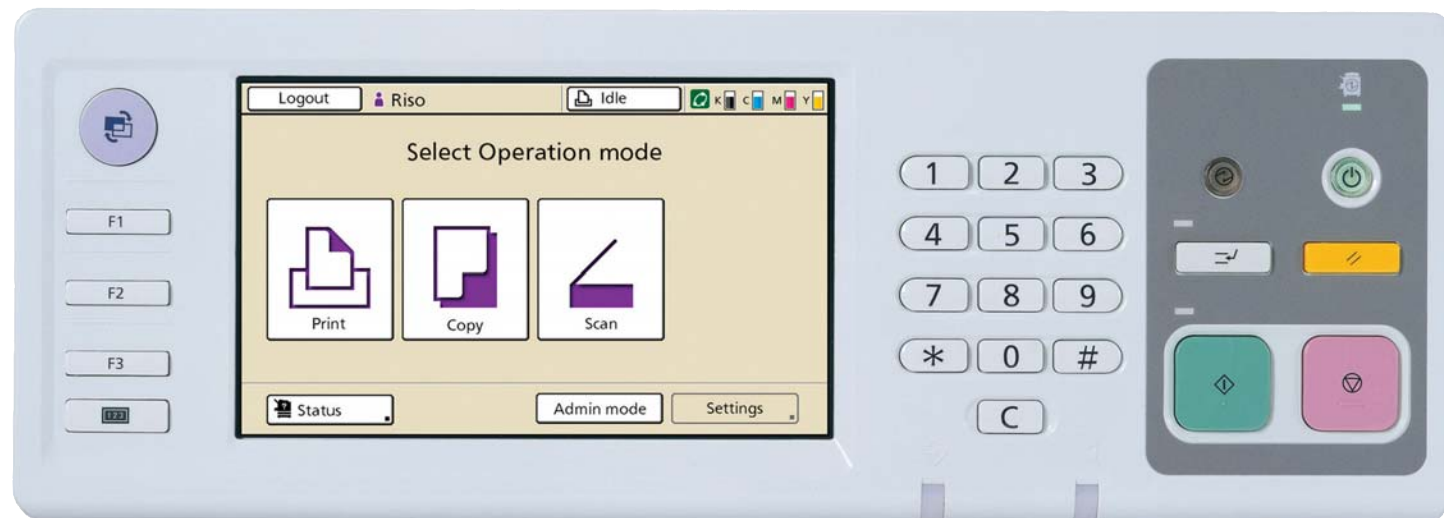 Logout Riso Idle K C M Y
Select Operation mode
Print Copy Scan
Status Admin mode Settings
F1
F2
F3
123
1 2 3
4 5 6
7 8 9
* 0 #
C